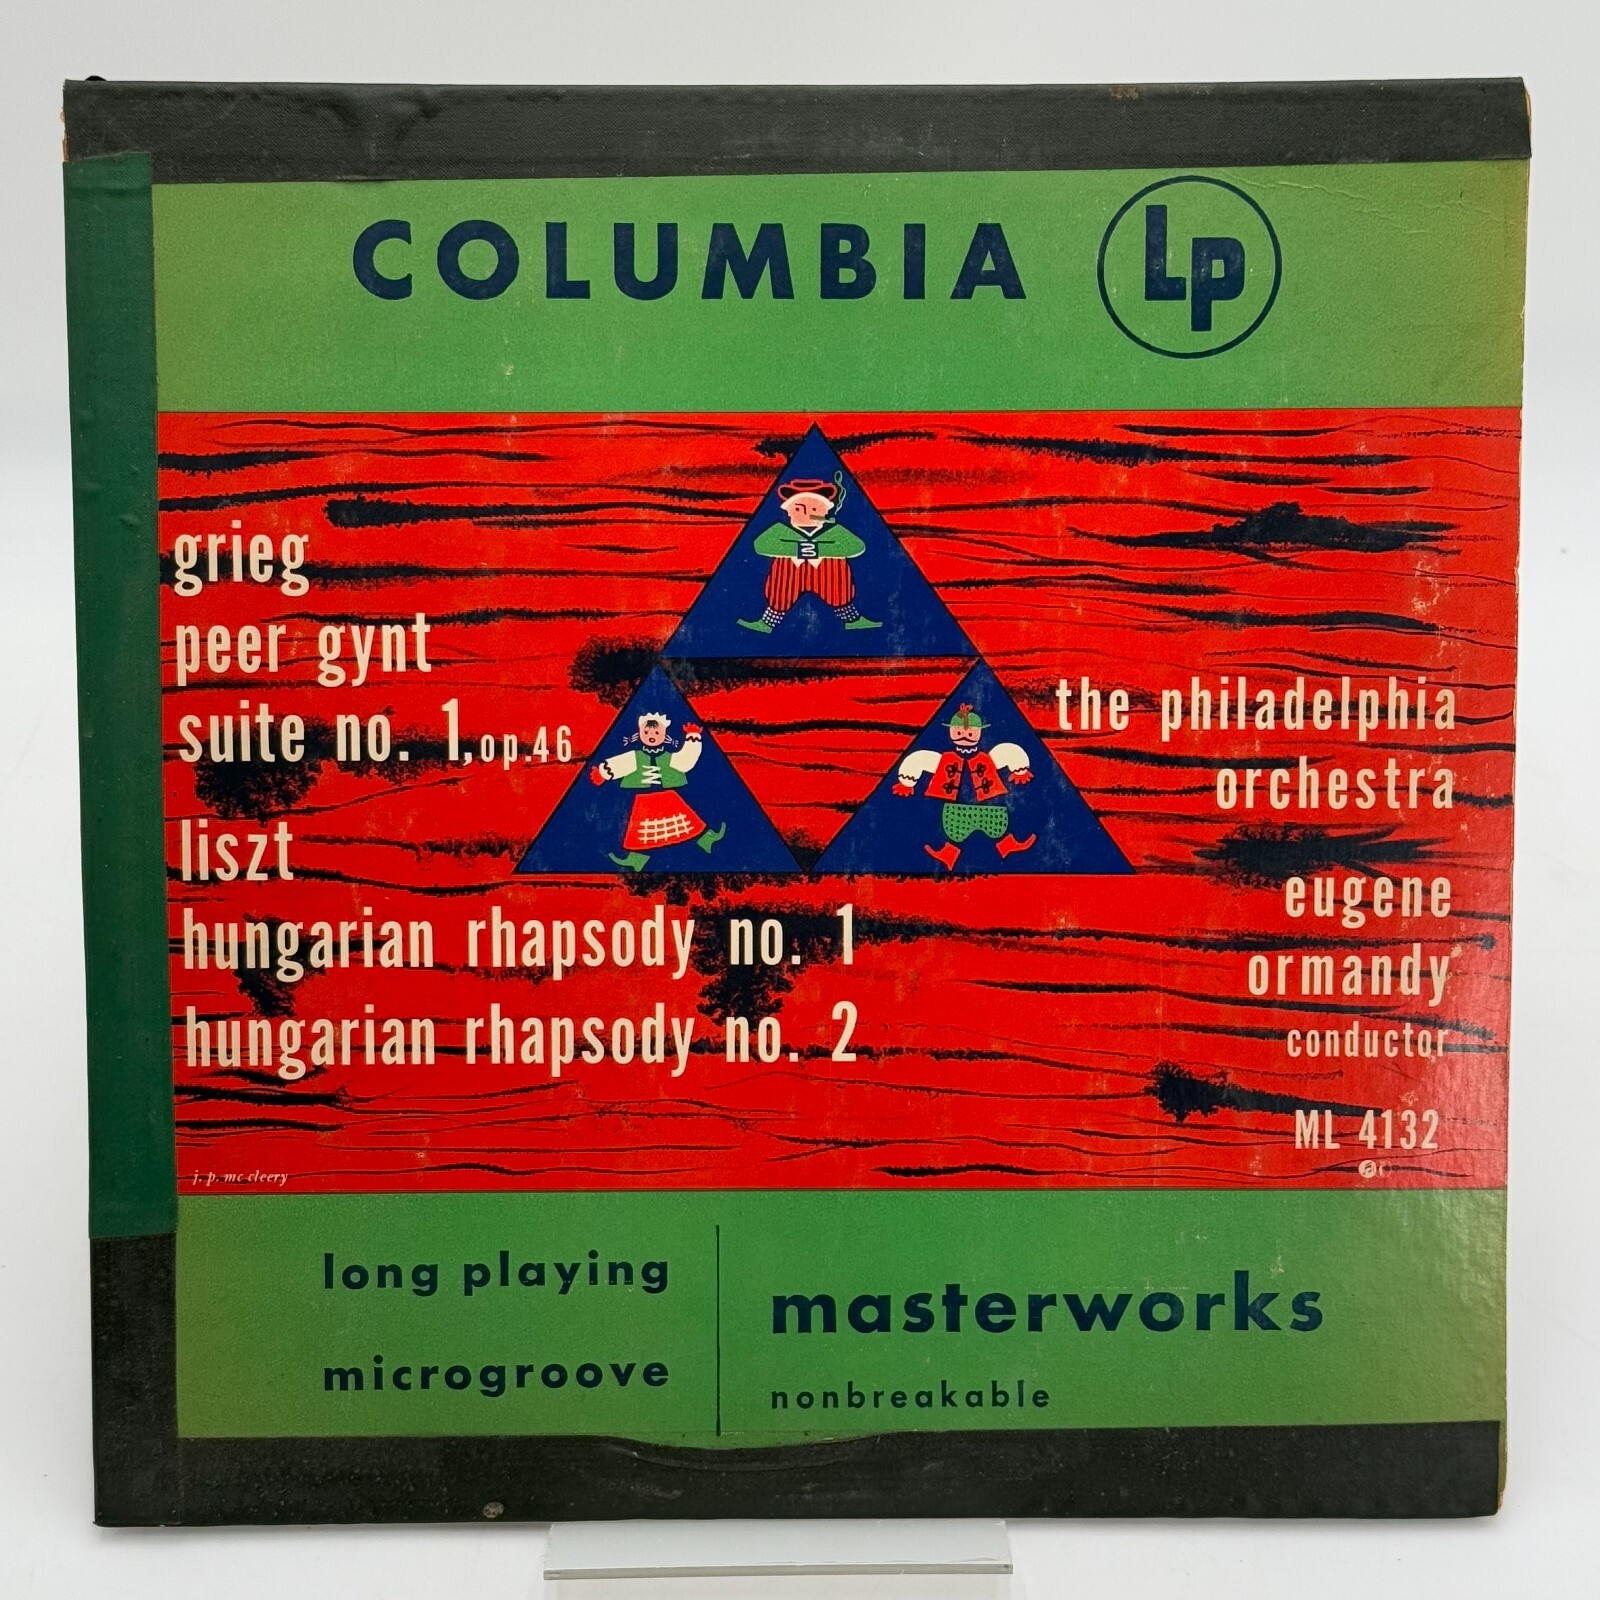 COLUMBIA Lp
grieg
peer gynt
suite no. 1, op. 46
liszt
hungarian rhapsody no. 1
hungarian rhapsody no. 2
the philadelphia
orchestra
eugene
ormandy
conductor
ML 4132
j. p. mc cleery
long playing
microgroove
masterworks
nonbreakable